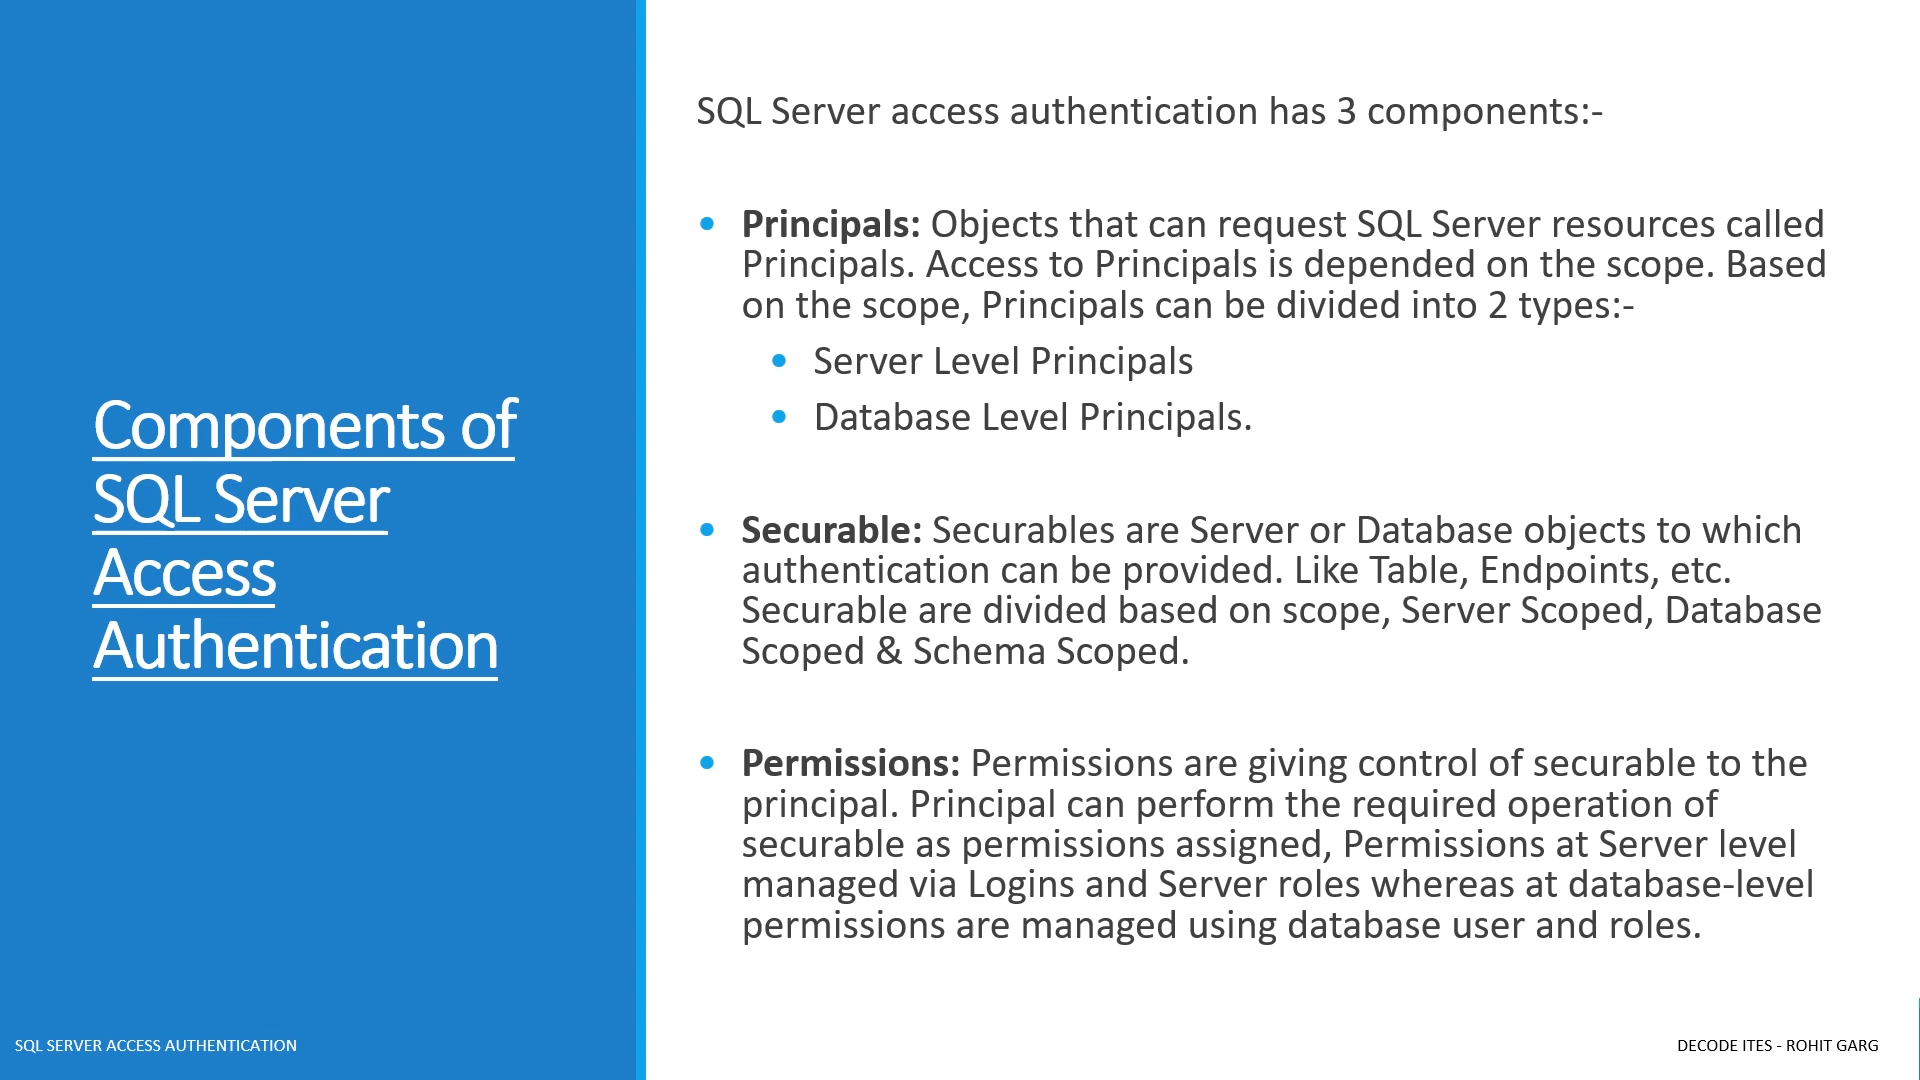 Components of
SQL Server
Access
Authentication
SQL Server access authentication has 3 components:-
• Principals: Objects that can request SQL Server resources called
Principals. Access to Principals is depended on the scope. Based
on the scope, Principals can be divided into 2 types:-
• Server Level Principals
• Database Level Principals.
• Securable: Securables are Server or Database objects to which
authentication can be provided. Like Table, Endpoints, etc.
Securable are divided based on scope, Server Scoped, Database
Scoped & Schema Scoped.
• Permissions: Permissions are giving control of securable to the
principal. Principal can perform the required operation of
securable as permissions assigned, Permissions at Server level
managed via Logins and Server roles whereas at database-level
permissions are managed using database user and roles.
SQL SERVER ACCESS AUTHENTICATION
DECODE ITES - ROHIT GARG